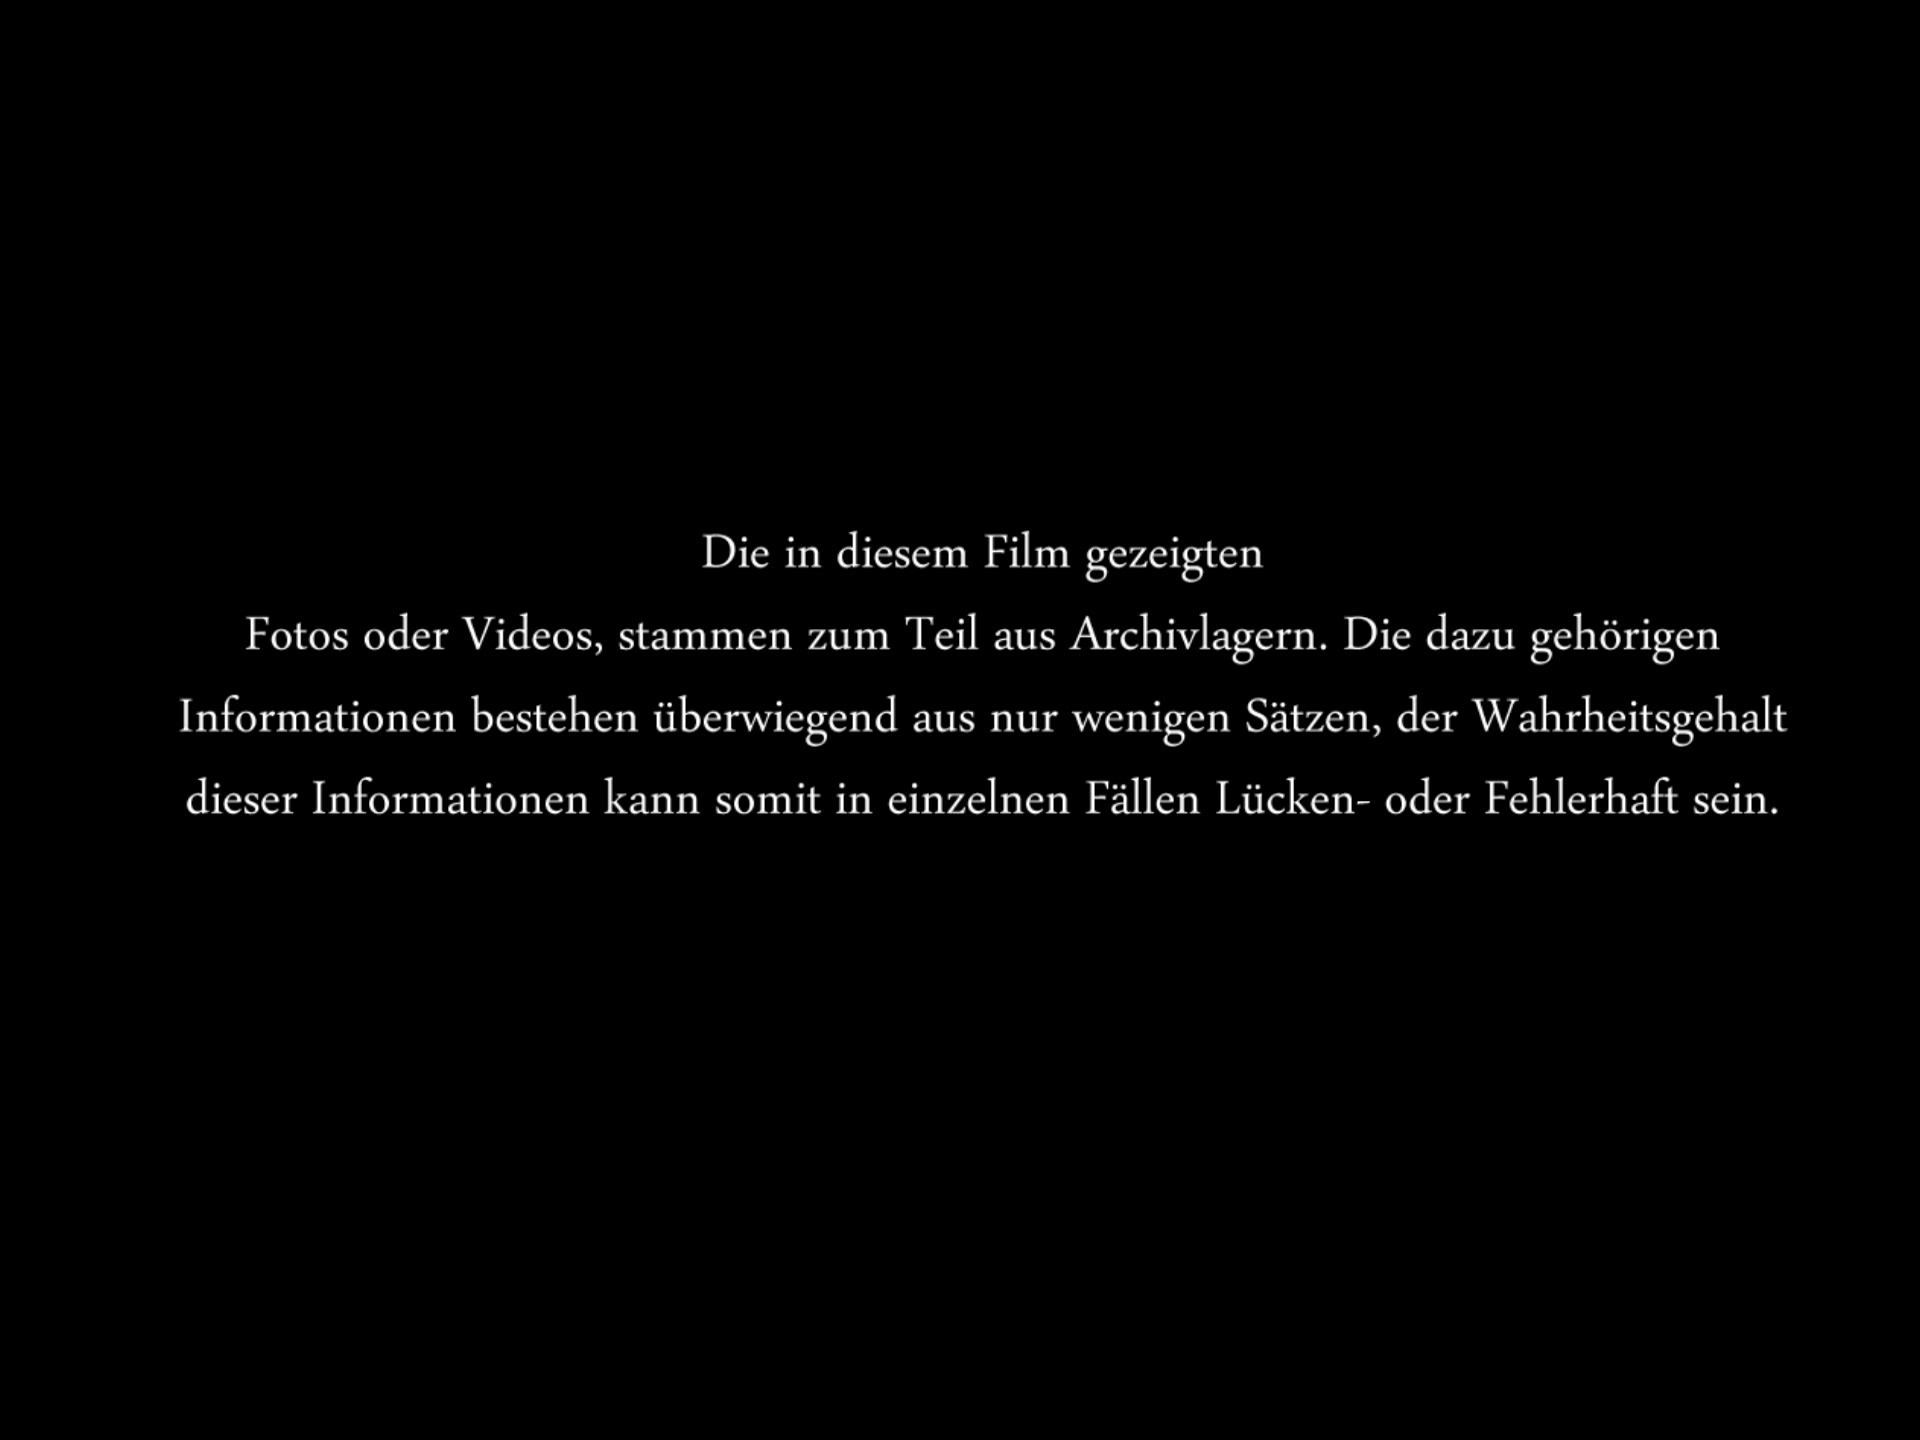 Die in diesem Film gezeigten
Fotos oder Videos, stammen zum Teil aus Archivlagern. Die dazu gehörigen
Informationen bestehen überwiegend aus nur wenigen Sätzen, der Wahrheitsgehalt
dieser Informationen kann somit in einzelnen Fällen Lücken- oder Fehlerhaft sein.